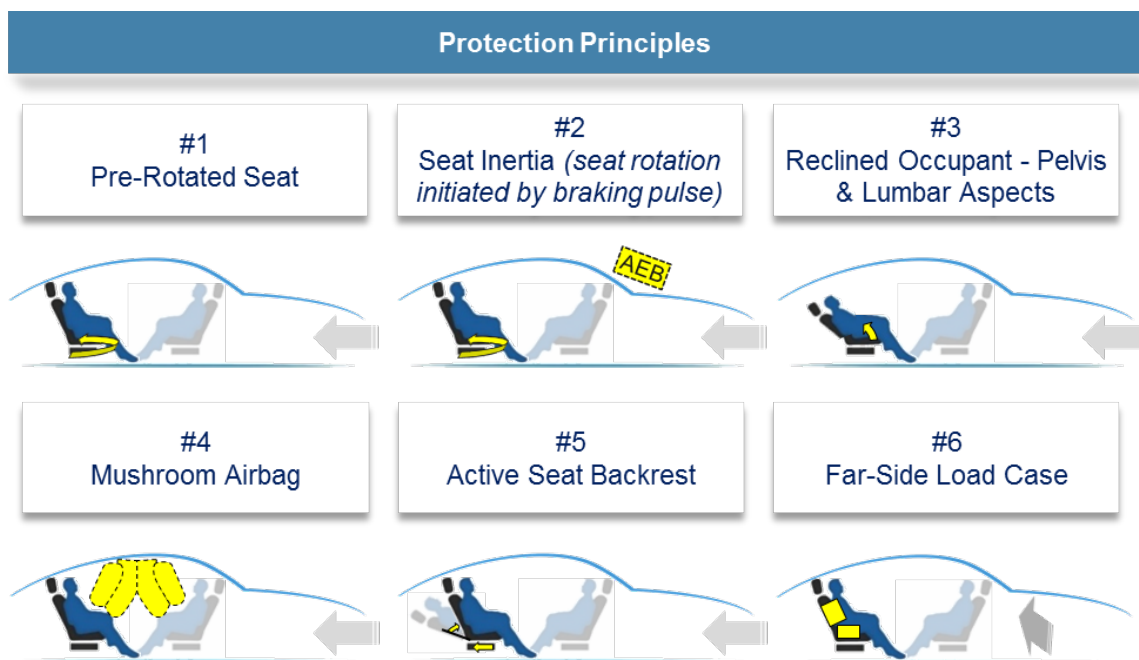 Protection Principles
#1
Pre-Rotated Seat
#2
Seat Inertia (seat rotation
initiated by braking pulse)
#3
Reclined Occupant - Pelvis
& Lumbar Aspects
AEB
#4
Mushroom Airbag
#5
Active Seat Backrest
#6
Far-Side Load Case